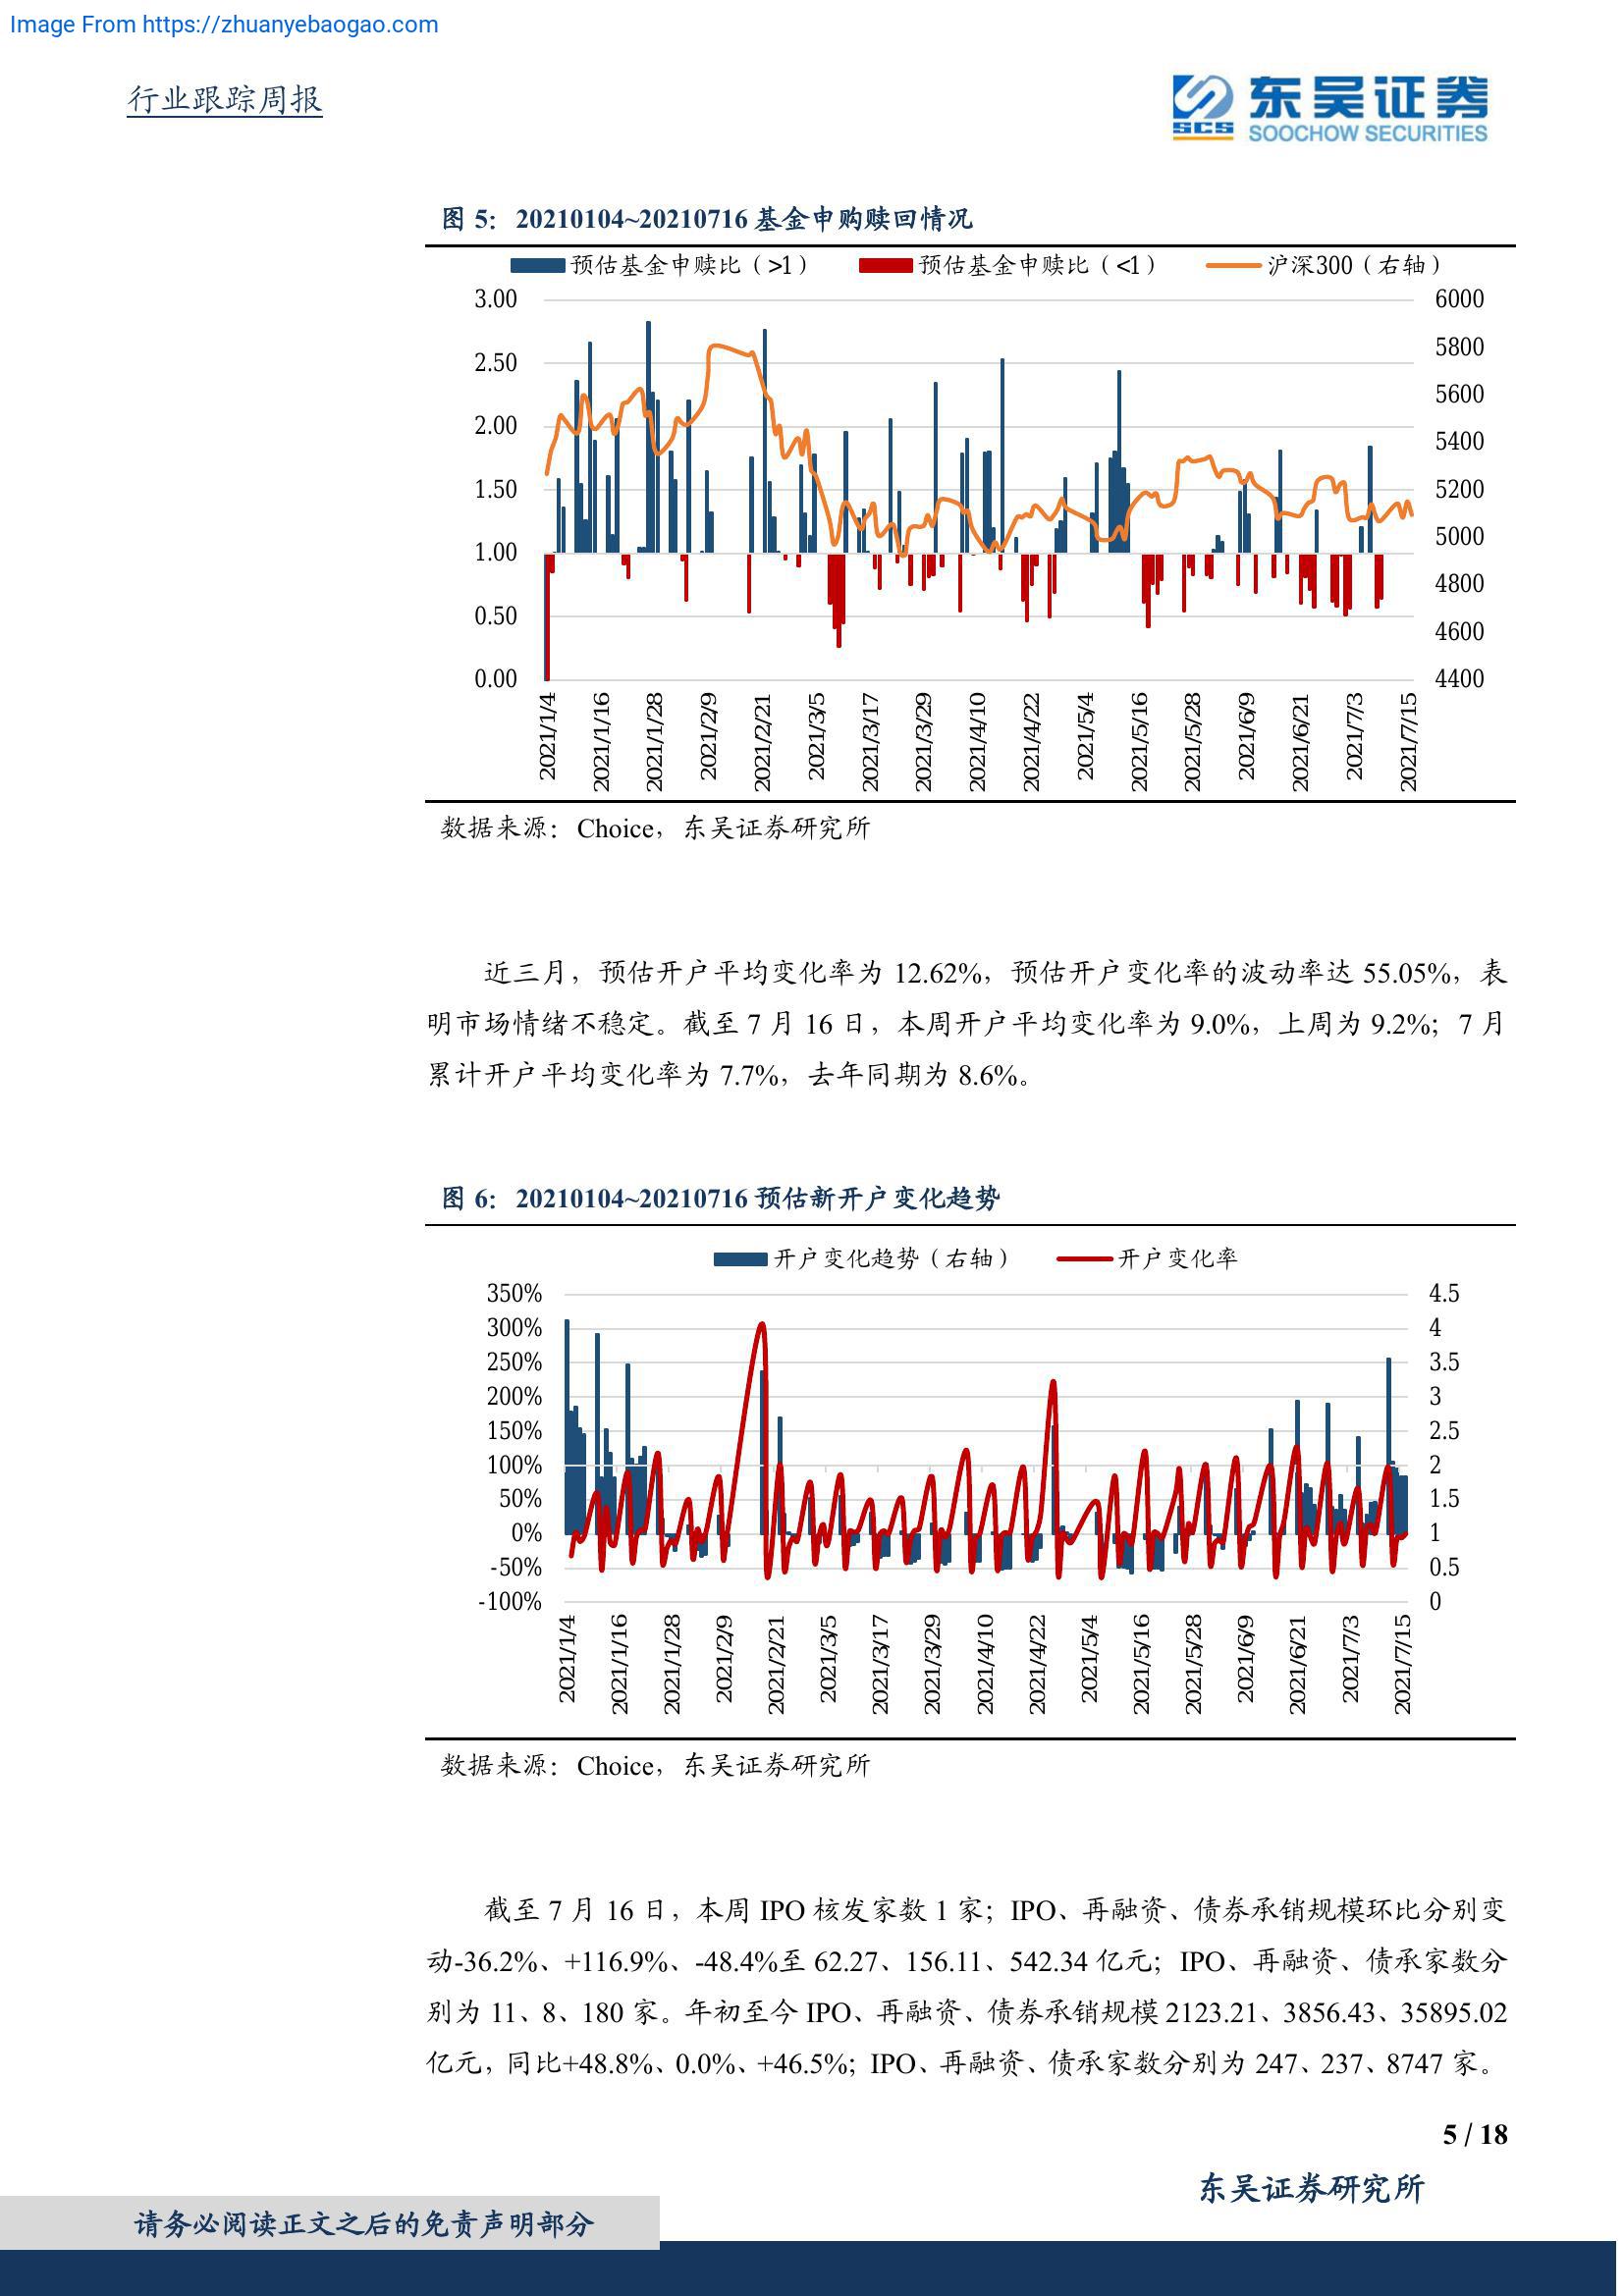 Image From https://zhuanyebaogao.com
行业跟踪周报
SCS
东吴证券
SOOCHOW SECURITIES
图 5： 20210104~20210716 基金申购赎回情况
预估基金申赎比（>1） 预估基金申赎比（<1） 沪深300（右轴）
3.00 6000
2.50 5800
2.00 5600
1.50 5400
1.00 5200
0.50 5000
0.00 4800
4600
4400
2021/1/4 2021/1/16 2021/1/28 2021/2/9 2021/2/21 2021/3/5 2021/3/17 2021/3/29 2021/4/10 2021/4/22 2021/5/4 2021/5/16 2021/5/28 2021/6/9 2021/6/21 2021/7/3 2021/7/15
数据来源： Choice，东吴证券研究所
近三月，预估开户平均变化率为 12.62%，预估开户变化率的波动率达 55.05%，表
明市场情绪不稳定。截至 7 月 16 日，本周开户平均变化率为 9.0%，上周为 9.2%；7 月
累计开户平均变化率为 7.7%，去年同期为 8.6%。
图 6： 20210104~20210716 预估新开户变化趋势
开户变化趋势（右轴） 开户变化率
350% 4.5
300% 4
250% 3.5
200% 3
150% 2.5
100% 2
50% 1.5
0% 1
-50% 0.5
-100% 0
2021/1/4 2021/1/16 2021/1/28 2021/2/9 2021/2/21 2021/3/5 2021/3/17 2021/3/29 2021/4/10 2021/4/22 2021/5/4 2021/5/16 2021/5/28 2021/6/9 2021/6/21 2021/7/3 2021/7/15
数据来源： Choice，东吴证券研究所
截至 7 月 16 日，本周 IPO 核发家数 1 家；IPO、再融资、债券承销规模环比分别变
动-36.2%、+116.9%、-48.4%至 62.27、156.11、542.34 亿元；IPO、再融资、债承家数分
别为 11、8、180 家。年初至今 IPO、再融资、债券承销规模 2123.21、3856.43、35895.02
亿元，同比+48.8%、0.0%、+46.5%；IPO、再融资、债承家数分别为 247、237、8747 家。
5 / 18
东吴证券研究所
请务必阅读正文之后的免责声明部分